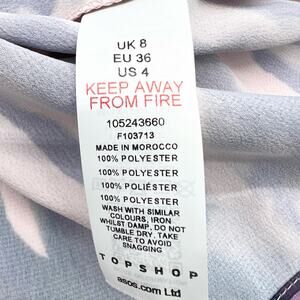 UK 8
EU 36
US 4
KEEP AWAY
FROM FIRE
105243660
F103713
MADE IN MOROCCO
100% POLYESTER
100% POLYESTER
100% POLIÉSTER
100% POLYESTER
WASH WITH SIMILAR
COLOURS, IRON
WHILST DAMP, DO NOT
TUMBLE DRY, TAKE
CARE TO AVOID
SNAGGING
TOPSHOP
asos.com Ltd